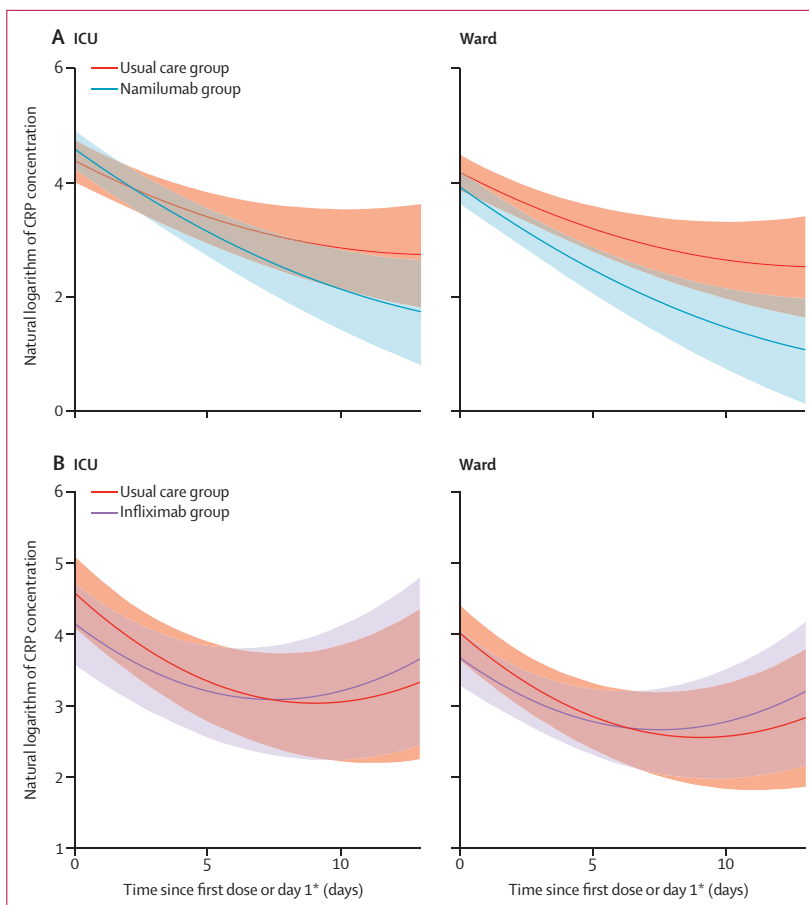 A ICU
Ward
6
Usual care group
Namilumab group
4
2
0
Natural logarithm of CRP concentration
B ICU
Ward
6
Usual care group
Infliximab group
5
4
3
2
1
Natural logarithm of CRP concentration
0 5 10
0 5 10
Time since first dose or day 1* (days)
Time since first dose or day 1* (days)